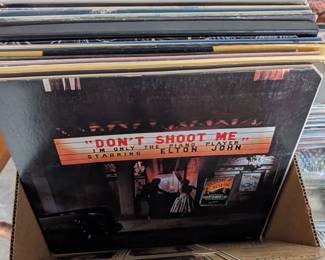 "DON'T SHOOT ME"
I'M ONLY THE PIANO PLAYER
STARRING ELTON JOHN